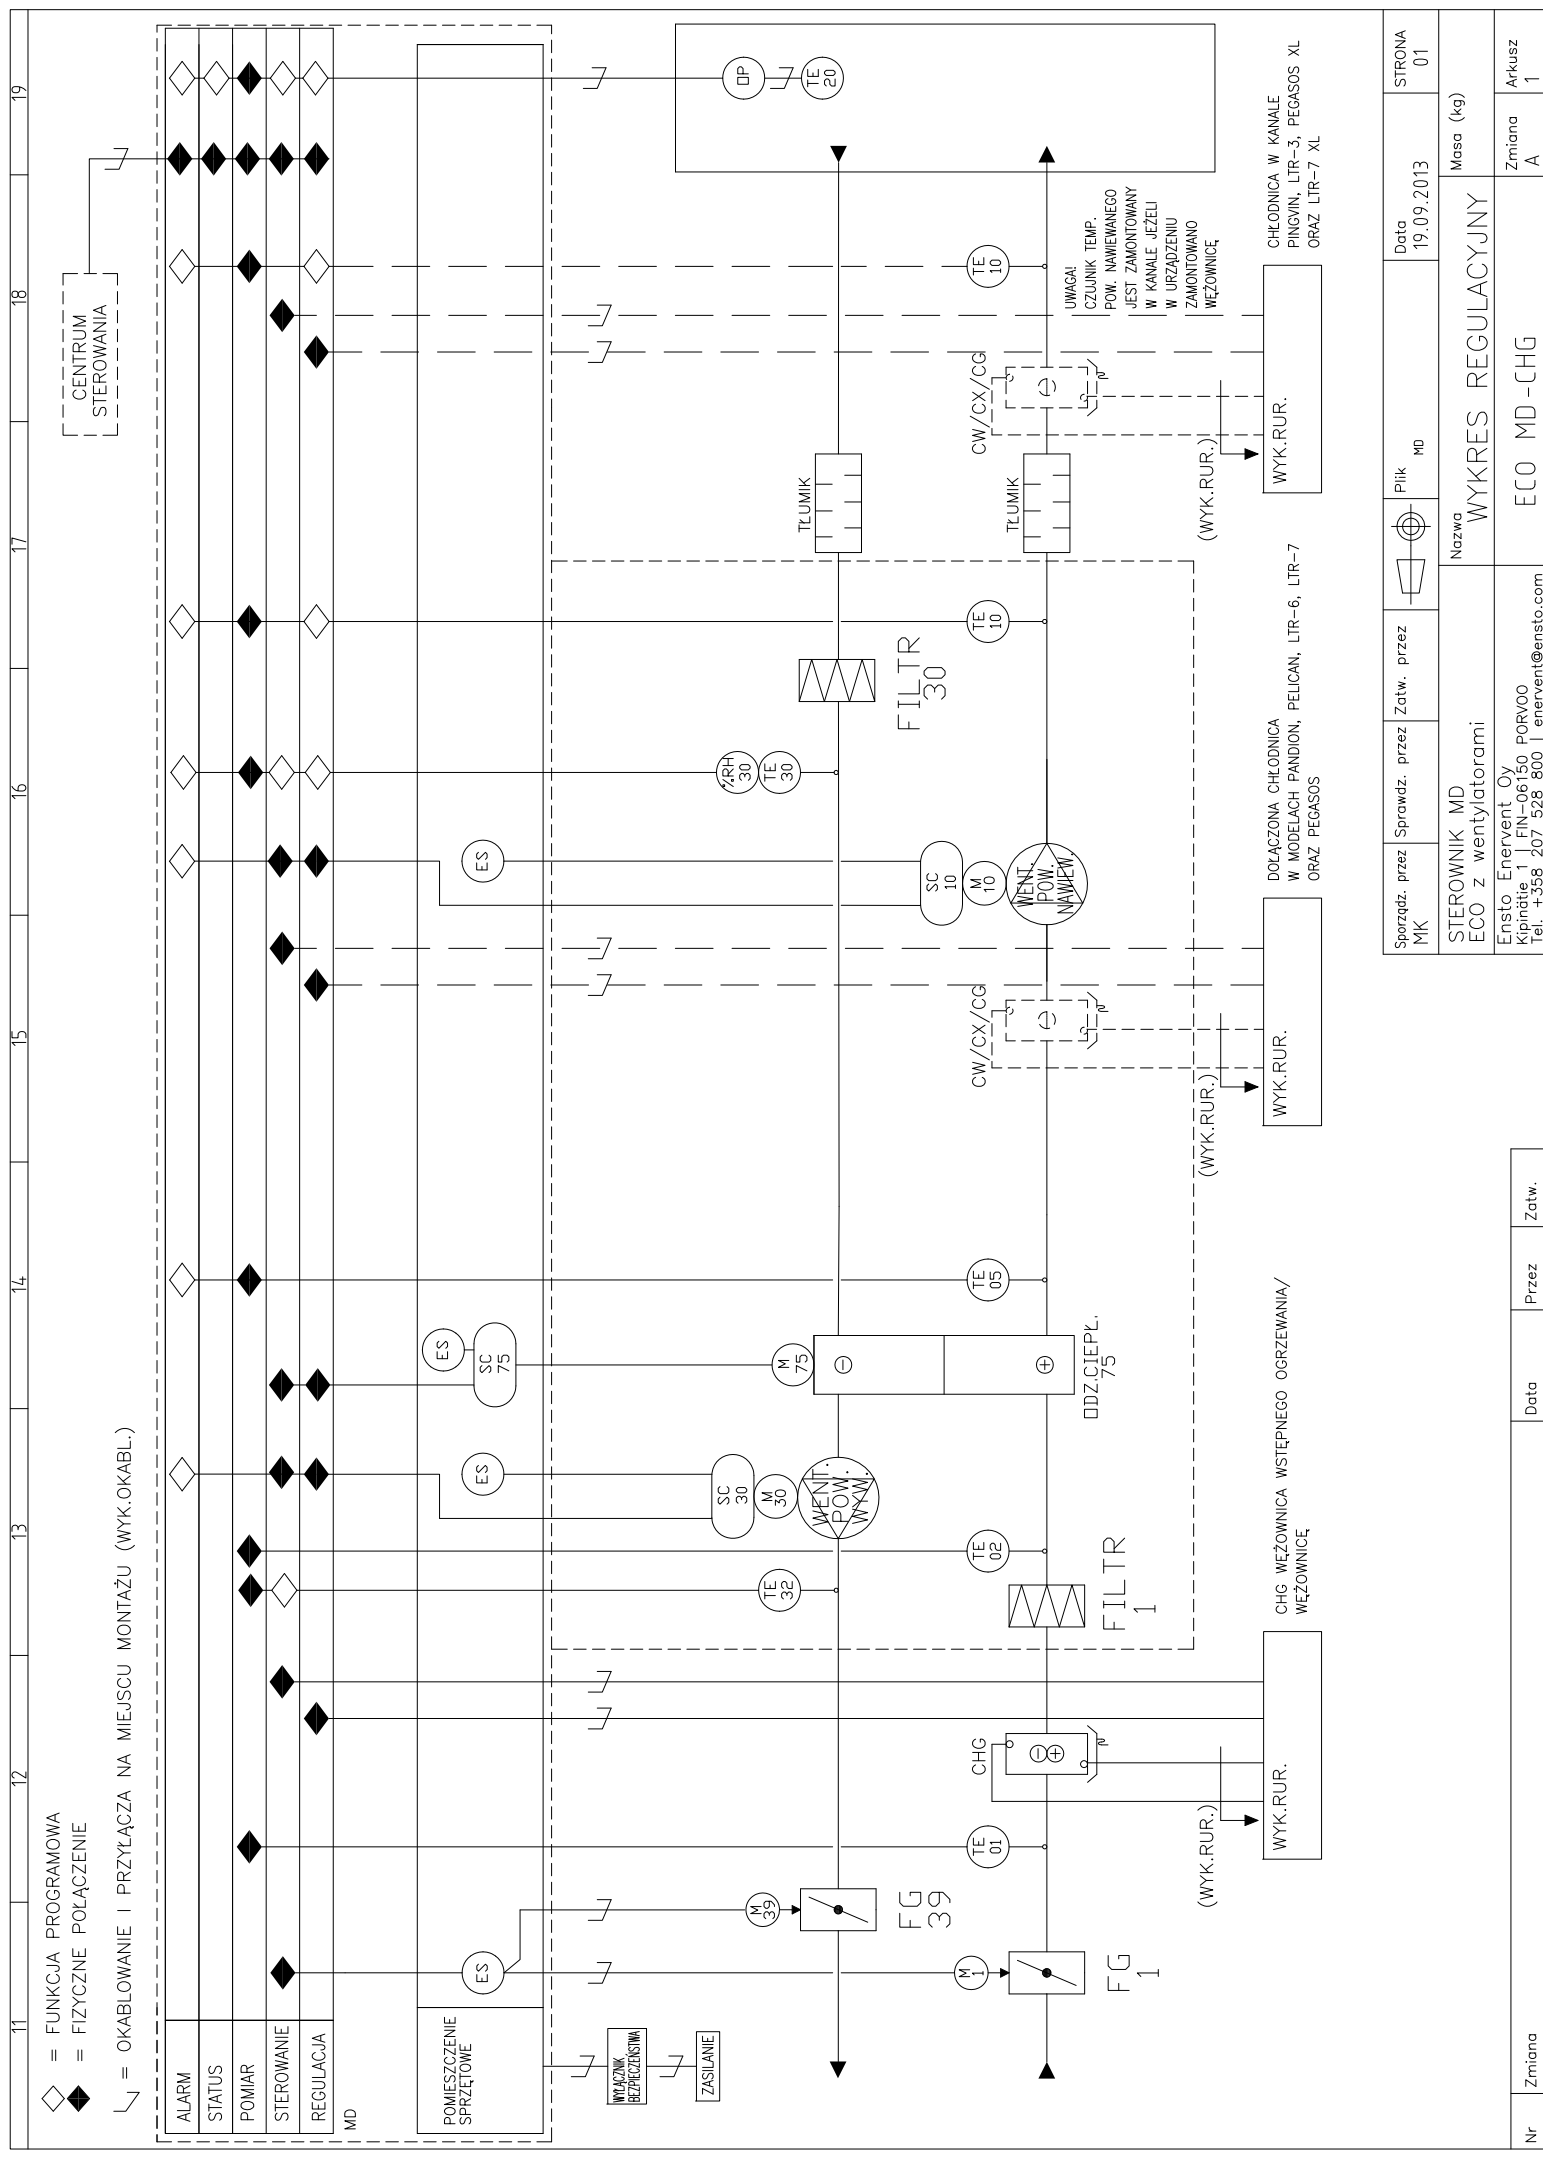 11
12
13
14
15
16
17
18
19
= FUNKCJA PROGRAMOWA
= FIZYCZNE POŁĄCZENIE
= OKABLOWANIE I PRZYŁĄCZA NA MIEJSCU MONTAŻU (WYK.OKABL.)
CENTRUM
STEROWANIA
ALARM
STATUS
POMIAR
STEROWANIE
REGULACJA
MD
POMIESZCZENIE
SPRZĘTOWE
ES
ES
ES
ES
SC
75
WYŁĄCZNIK
BEZPIECZEŃSTWA
ZASILANIE
M
39
FG
39
M
1
FG
1
TE
01
CHG
TE
32
TE
02
FILTR
1
SC
30
M
30
WENT.
POW.
WYW.
M
75
ODZ.CIEPŁ.
75
TE
05
CW/CX/CG
SC
10
M
10
WENT.
POW.
NAWIEW.
%RH
30
TE
30
FILTR
30
TE
10
TŁUMIK
TŁUMIK
CW/CX/CG
TE
10
OP
TE
20
UWAGA!
CZUJNIK TEMP.
POW. NAWIEWANEGO
JEST ZAMONTOWANY
W KANALE JEŻELI
W URZĄDZENIU
ZAMONTOWANO
WĘŻOWNICĘ
(WYK.RUR.)
WYK.RUR.
CHG WĘŻOWNICA WSTĘPNEGO OGRZEWANIA/
WĘŻOWNICĘ
(WYK.RUR.)
WYK.RUR.
DOŁĄCZONA CHŁODNICA
W MODELACH PANDION, PELICAN, LTR-6, LTR-7
ORAZ PEGASOS
(WYK.RUR.)
WYK.RUR.
CHŁODNICA W KANALE
PINGVIN, LTR-3, PEGASOS XL
ORAZ LTR-7 XL
Nr
Zmiana
Data
Przez
Zatw.
Sporządz. przez
MK
Sprawdz. przez
Zatw. przez
Plik
MD
Data
19.09.2013
STRONA
01
STEROWNIK MD
ECO z wentylatorami
Nazwa
WYKRES REGULACYJNY
Masa (kg)
Ensto Enervent Oy
Kipinätie 1 | FIN-06150 PORVOO
Tel. +358 207 528 800 | enervent@ensto.com
ECO MD-CHG
Zmiana
A
Arkusz
1